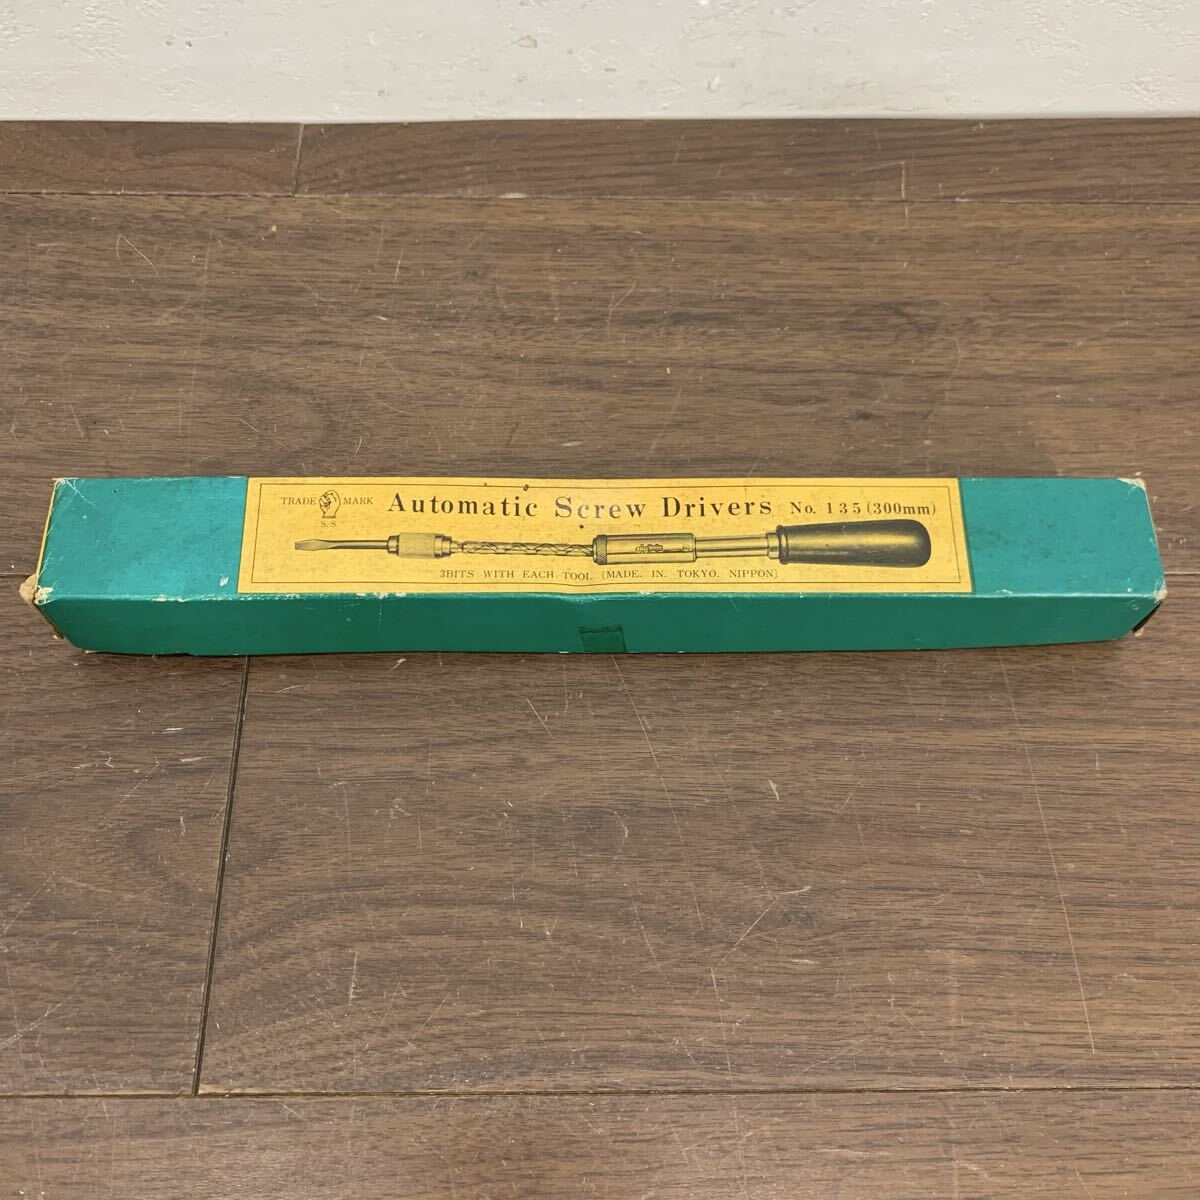 TRADE MARK
S.S
Automatic Screw Drivers No. 135 (300mm)
3BITS WITH EACH TOOL [MADE. IN. TOKYO. NIPPON]